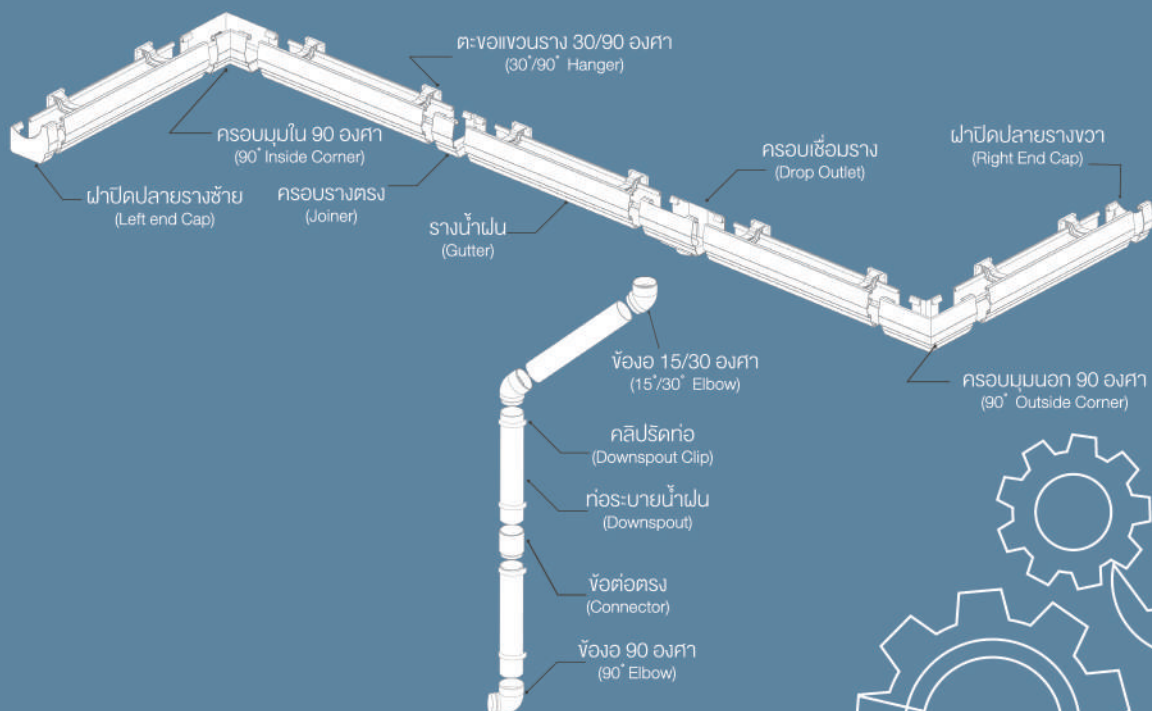 ตะขอแขวนราง 30/90 องศา
(30˚/90˚ Hanger)
ครอบมุมใน 90 องศา
(90˚ Inside Corner)
ฝาปิดปลายรางซ้าย
(Left end Cap)
ครอบรางตรง
(Joiner)
รางน้ำฝน
(Gutter)
ครอบเชื่อมราง
(Drop Outlet)
ฝาปิดปลายรางขวา
(Right End Cap)
ข้องอ 15/30 องศา
(15˚/30˚ Elbow)
ครอบมุมนอก 90 องศา
(90˚ Outside Corner)
คลิปรัดท่อ
(Downspout Clip)
ท่อระบายน้ำฝน
(Downspout)
ข้อต่อตรง
(Connector)
ข้องอ 90 องศา
(90˚ Elbow)